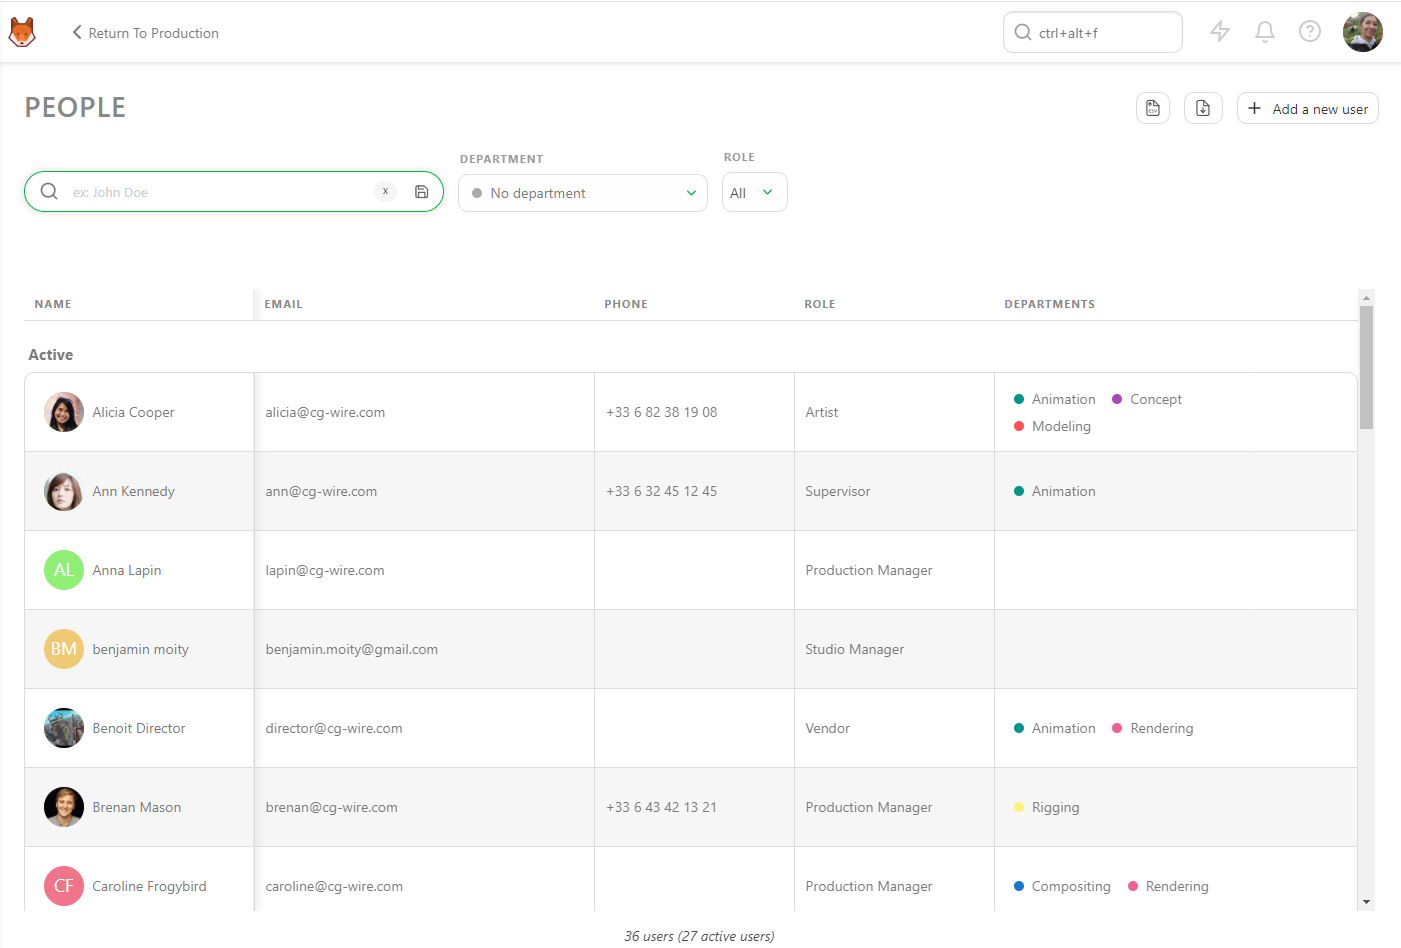 Return To Production
ctrl+alt+f
PEOPLE
CSV
Add a new user
DEPARTMENT
ROLE
ex: John Doe
x
No department
All
NAME EMAIL PHONE ROLE DEPARTMENTS
Active
Alicia Cooper alicia@cg-wire.com +33 6 82 38 19 08 Artist Animation Concept
Modeling
Ann Kennedy ann@cg-wire.com +33 6 32 45 12 45 Supervisor Animation
AL Anna Lapin lapin@cg-wire.com Production Manager
BM benjamin moity benjamin.moity@gmail.com Studio Manager
Benoit Director director@cg-wire.com Vendor Animation Rendering
Brenan Mason brenan@cg-wire.com +33 6 43 42 13 21 Production Manager Rigging
CF Caroline Frogybird caroline@cg-wire.com Production Manager Compositing Rendering
36 users (27 active users)